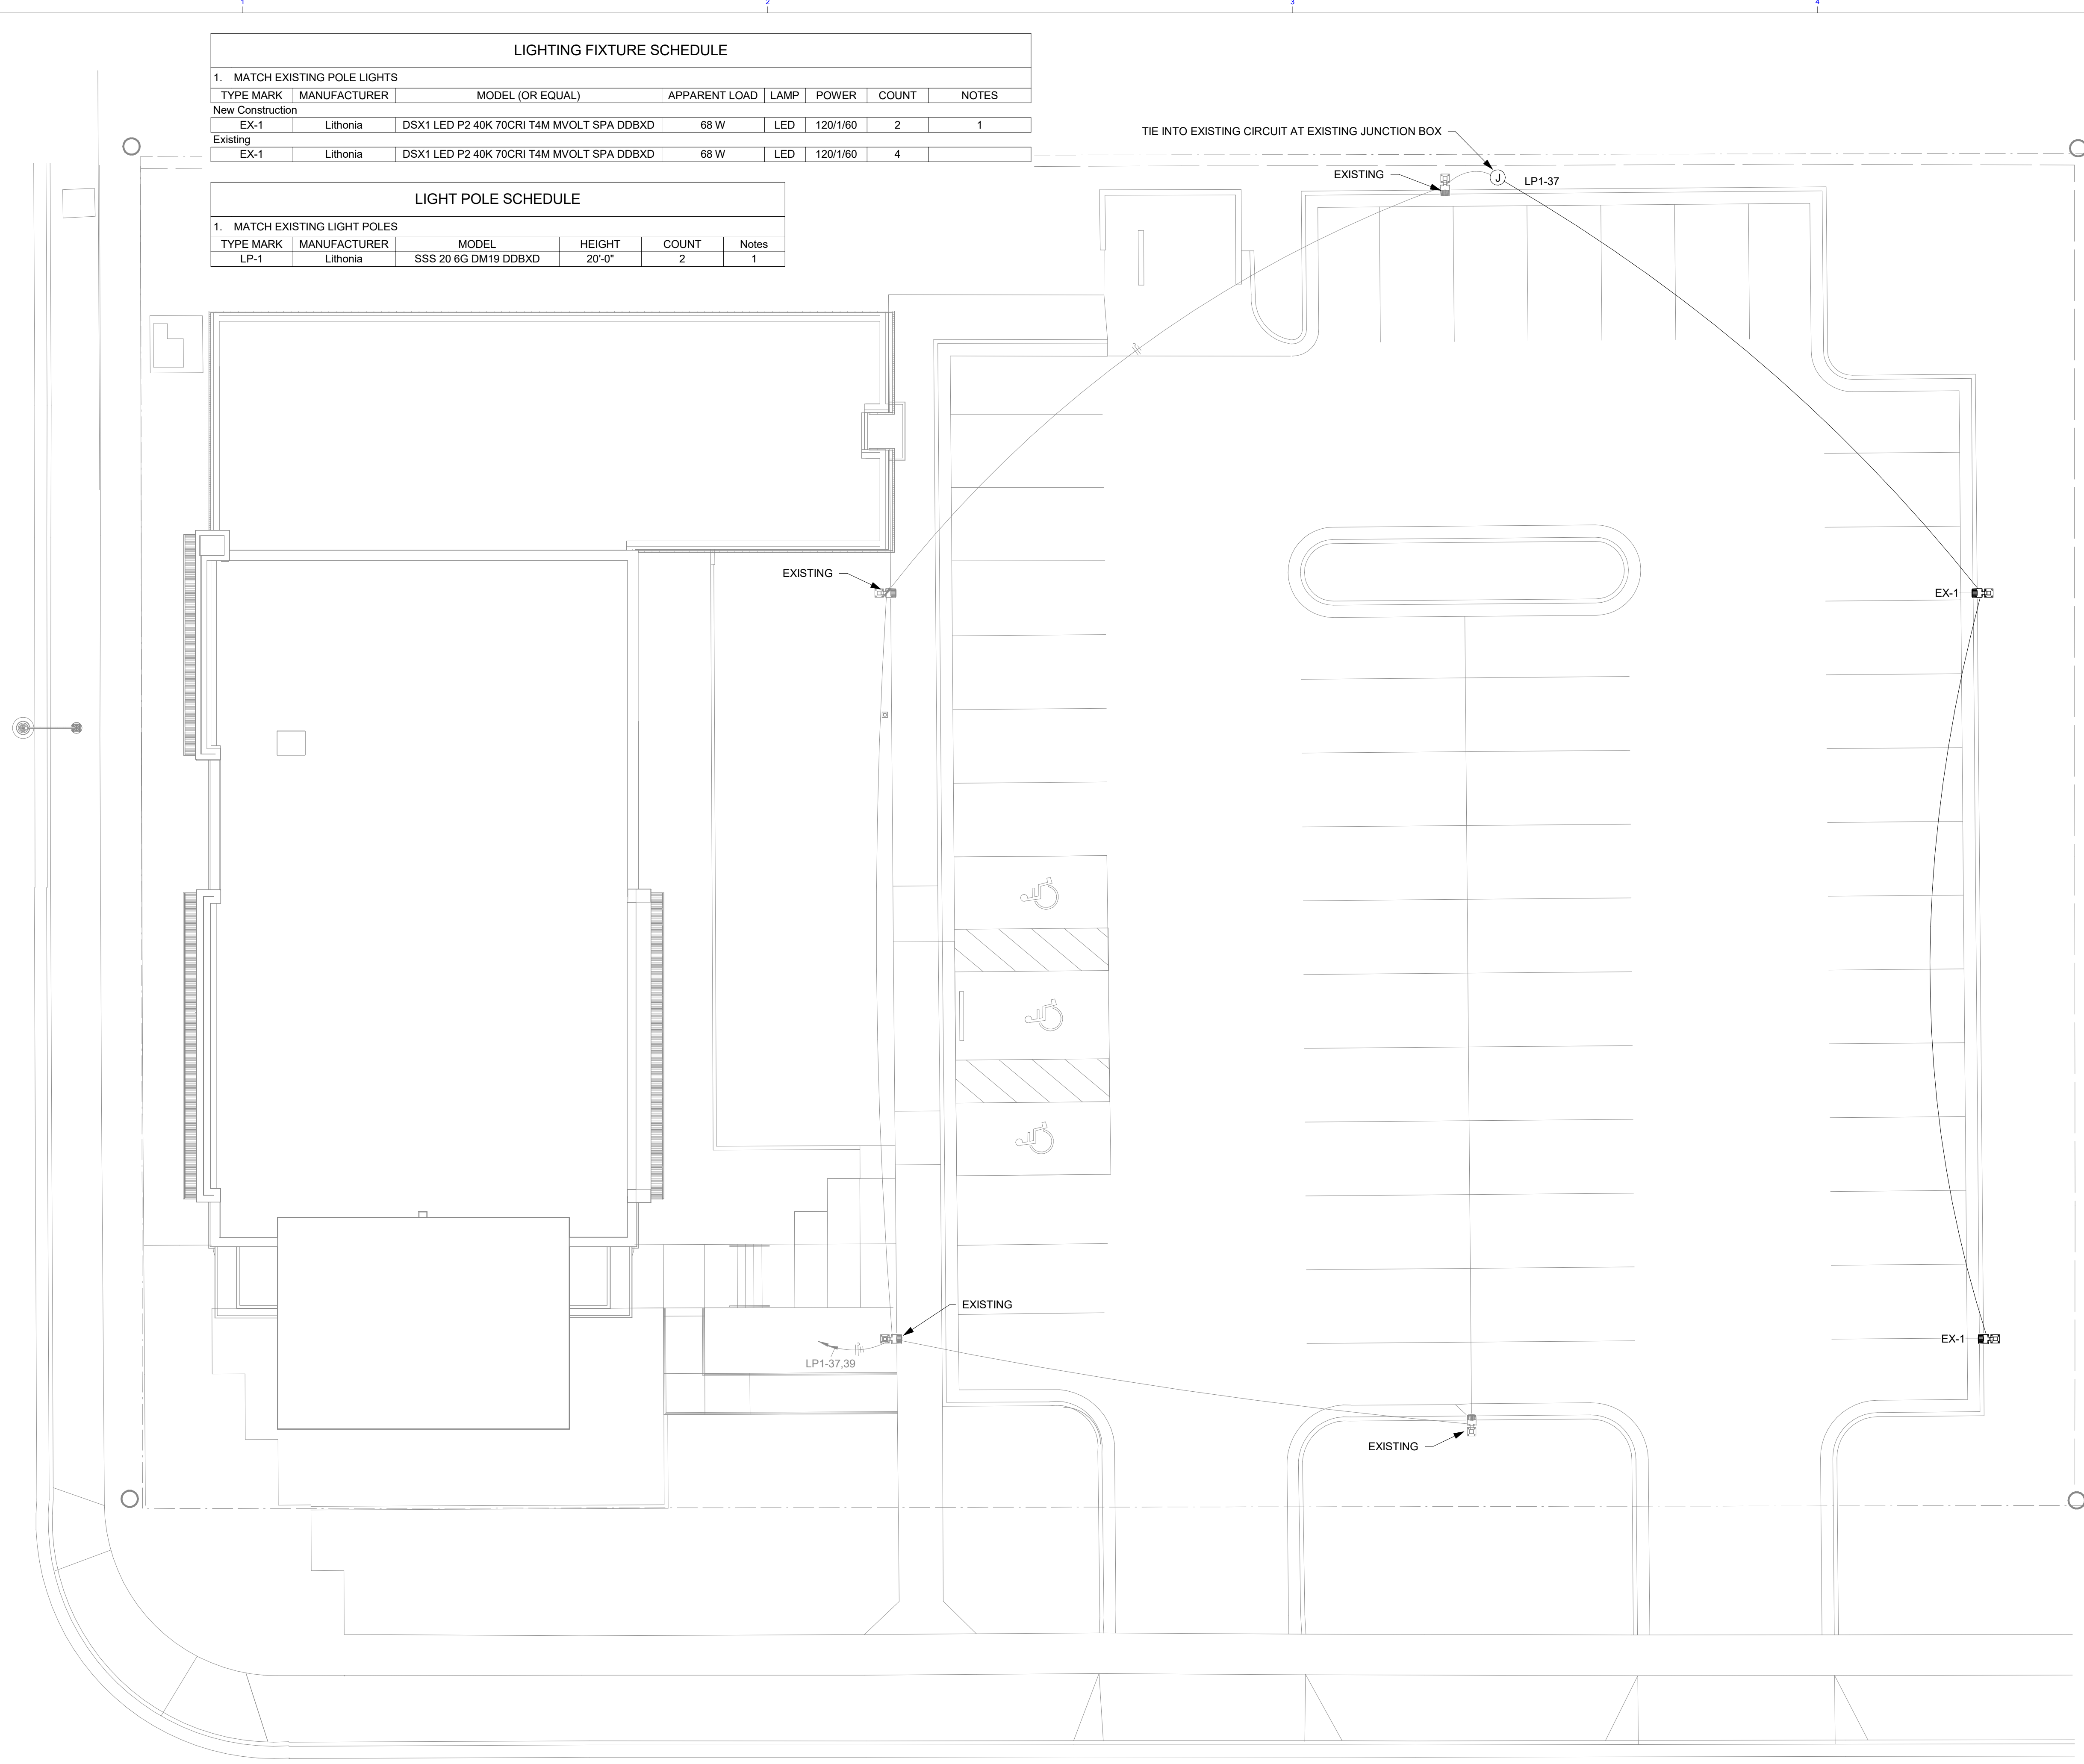 1 2 3 4
LIGHTING FIXTURE SCHEDULE
1. MATCH EXISTING POLE LIGHTS
TYPE MARK MANUFACTURER MODEL (OR EQUAL) APPARENT LOAD LAMP POWER COUNT NOTES
New Construction
EX-1 Lithonia DSX1 LED P2 40K 70CRI T4M MVOLT SPA DDBXD 68 W LED 120/1/60 2 1
Existing
EX-1 Lithonia DSX1 LED P2 40K 70CRI T4M MVOLT SPA DDBXD 68 W LED 120/1/60 4
LIGHT POLE SCHEDULE
1. MATCH EXISTING LIGHT POLES
TYPE MARK MANUFACTURER MODEL HEIGHT COUNT Notes
LP-1 Lithonia SSS 20 6G DM19 DDBXD 20'-0" 2 1
TIE INTO EXISTING CIRCUIT AT EXISTING JUNCTION BOX
EXISTING
J
LP1-37
EXISTING
EX-1
EXISTING
EX-1
LP1-37,39
EXISTING